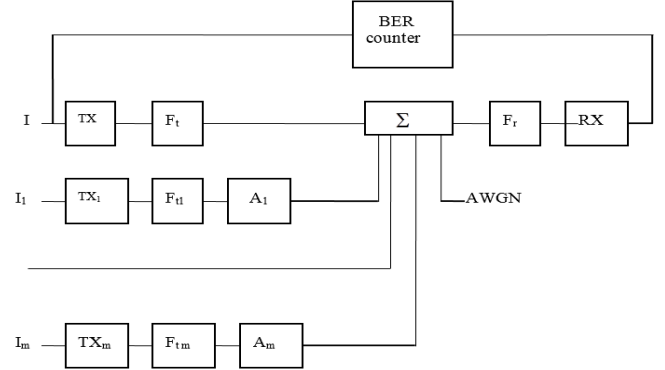 BER
counter
I TX Fₜ Σ Fᵣ RX
I₁ TX₁ Fₜ₁ A₁ AWGN
Iₘ TXₘ Fₜₘ Aₘ